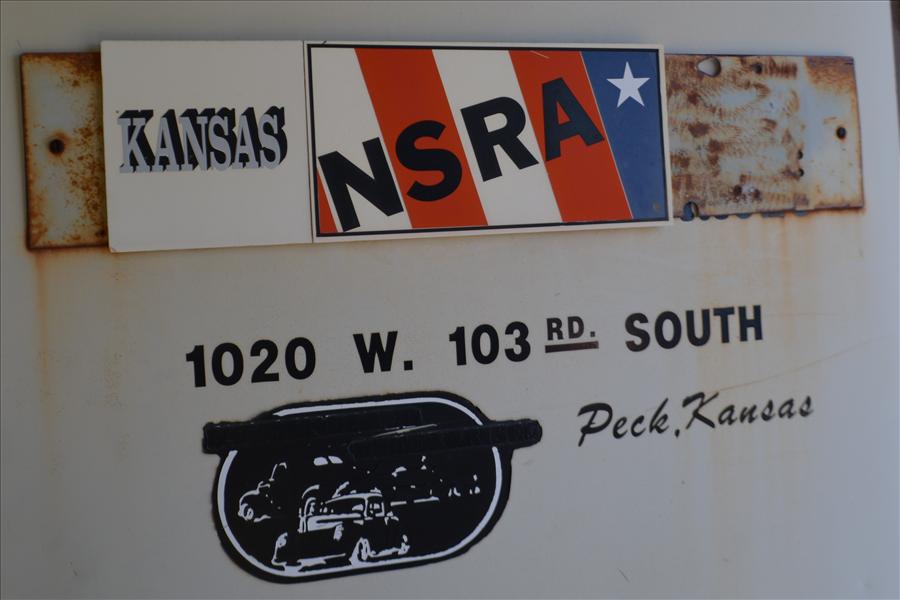 KANSAS
NSRA
1020 W. 103 RD. SOUTH
Peck, Kansas